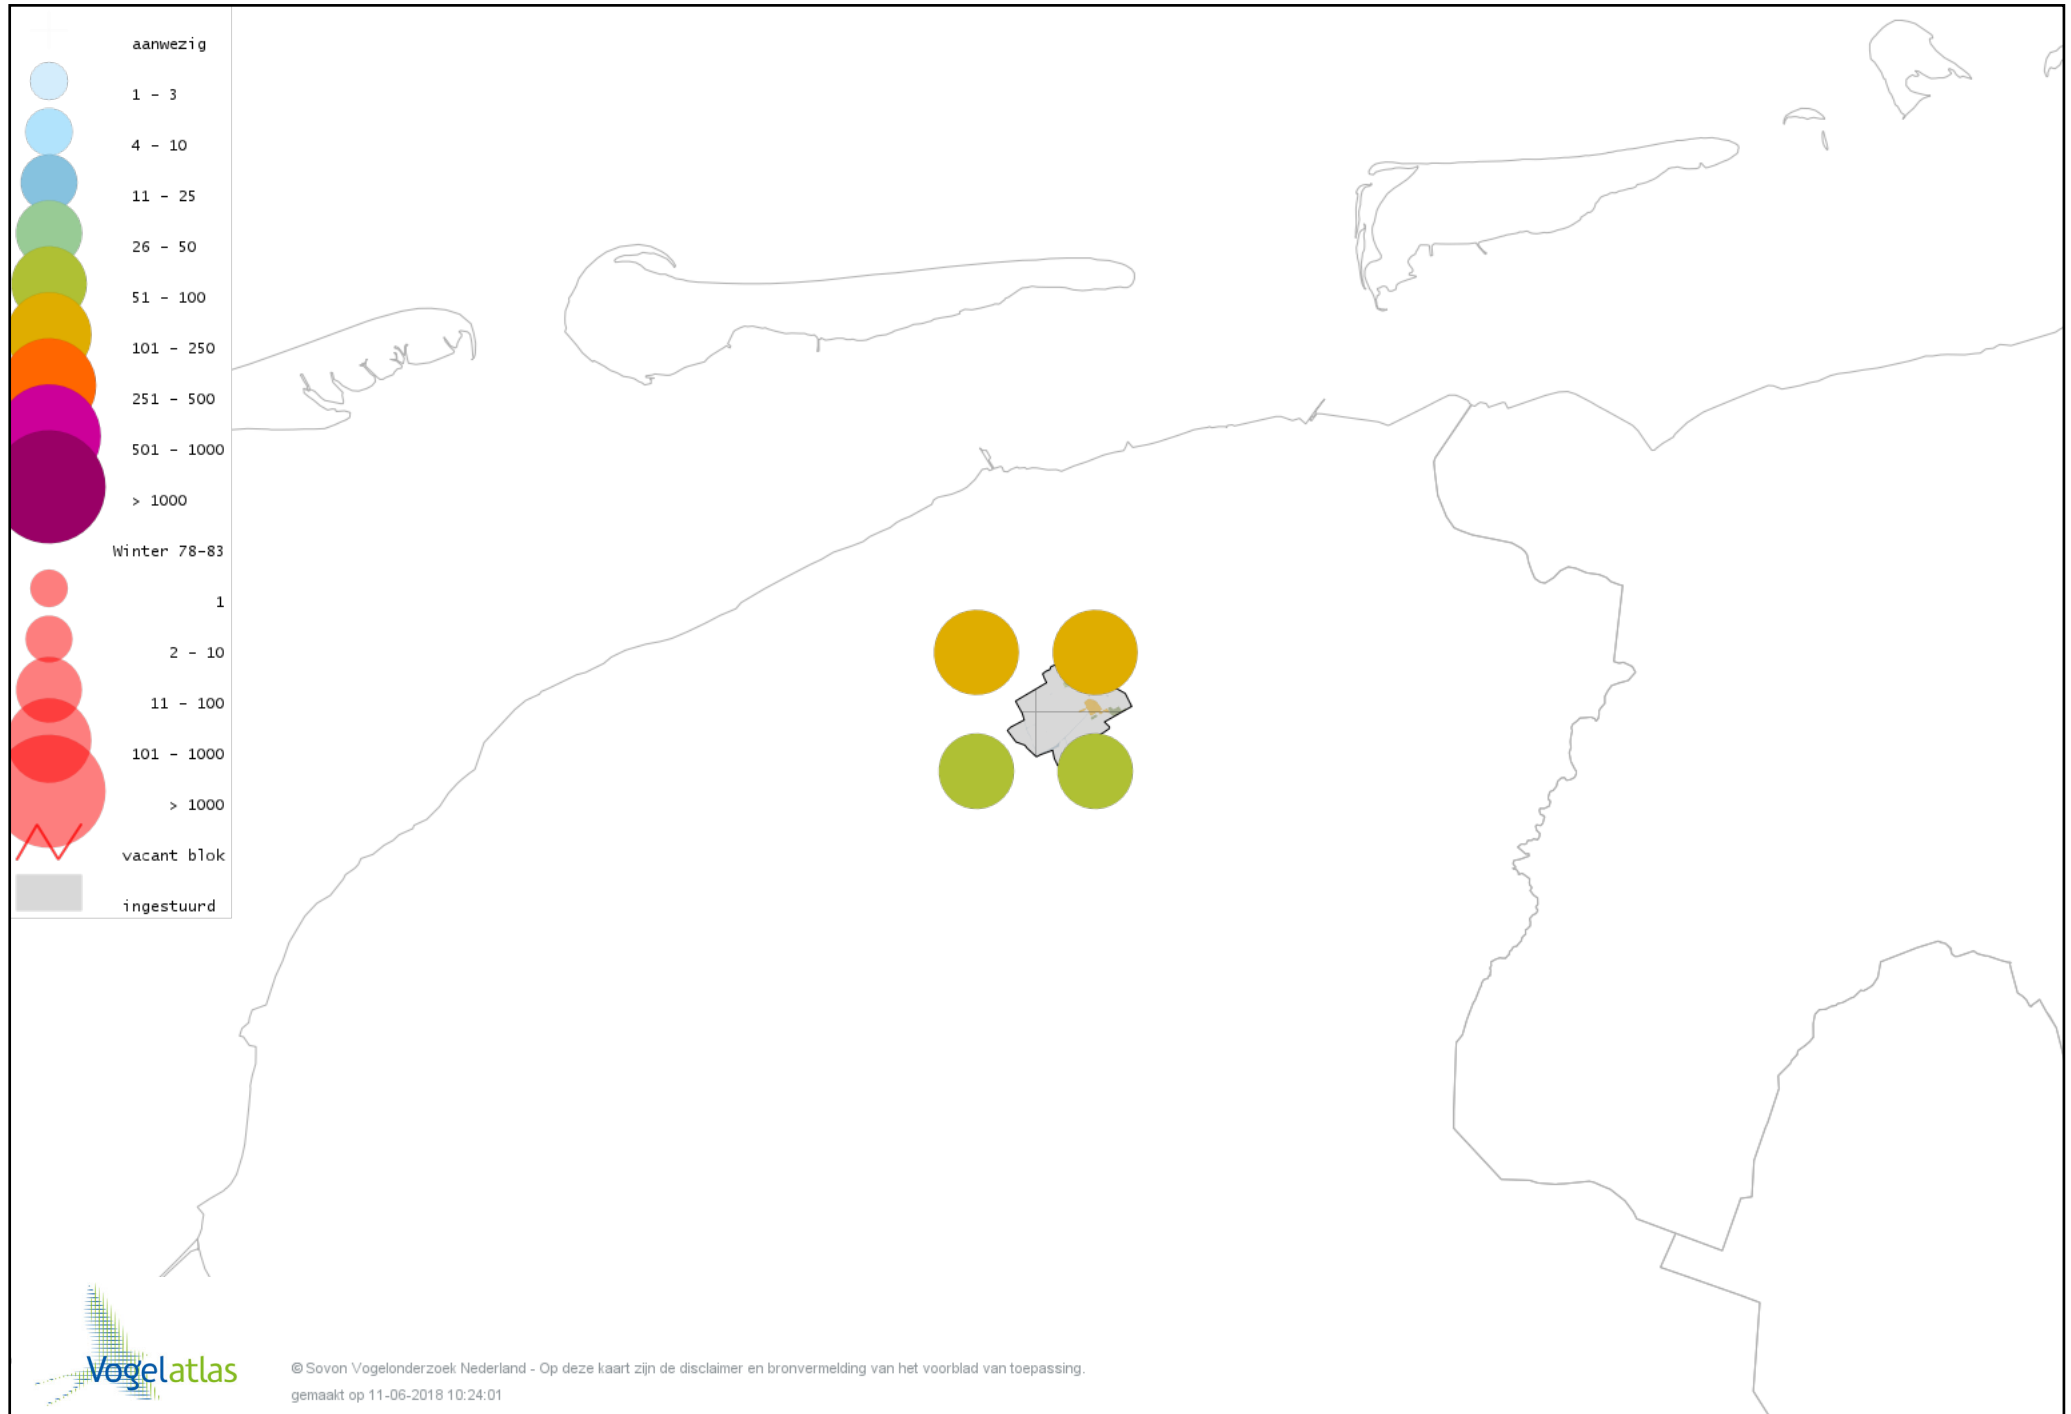 aanwezig
1 - 3
4 - 10
11 - 25
26 - 50
51 - 100
101 - 250
251 - 500
501 - 1000
> 1000
Winter 78-83
1
2 - 10
11 - 100
101 - 1000
> 1000
vacant blok
ingestuurd
Vogelatlas
© Sovon Vogelonderzoek Nederland - Op deze kaart zijn de disclaimer en bronvermelding van het voorblad van toepassing.
gemaakt op 11-06-2018 10:24:01